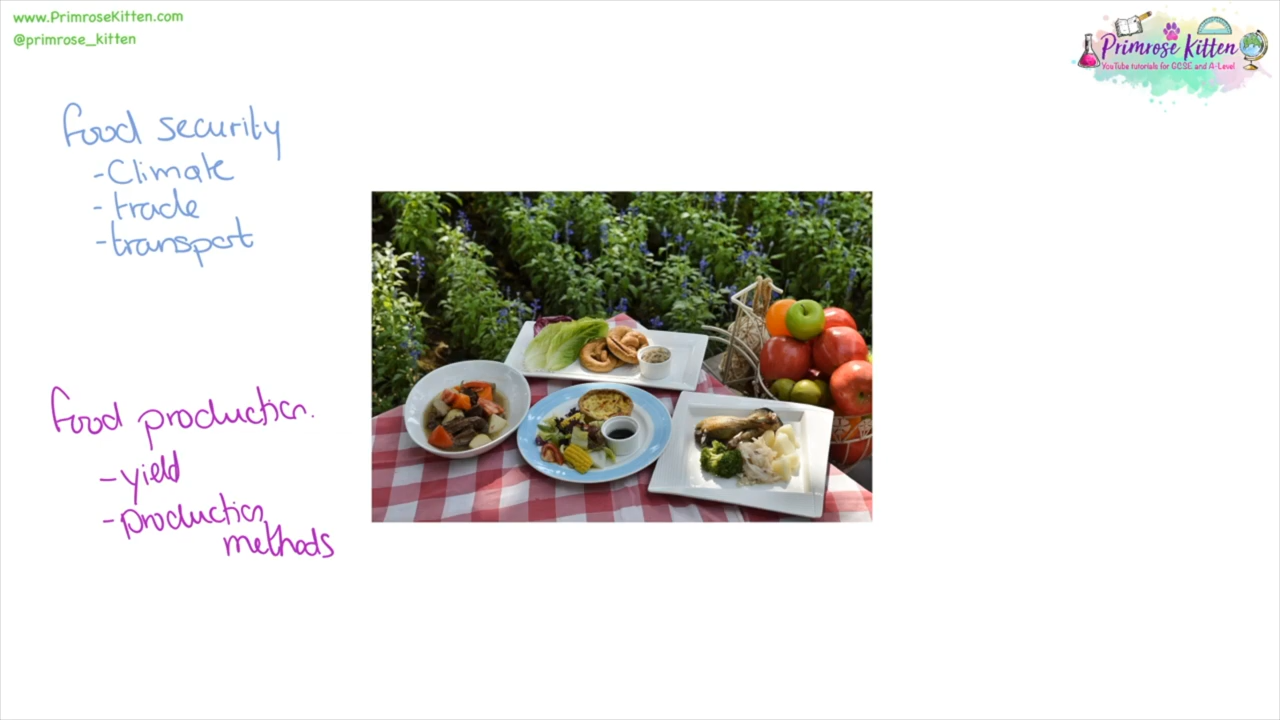 www.PrimroseKitten.com
@primrose_kitten
Primrose Kitten
YouTube tutorials for GCSE and A-Level
food security
-Climate
-trade
-transport
food production.
-yield
-production
methods